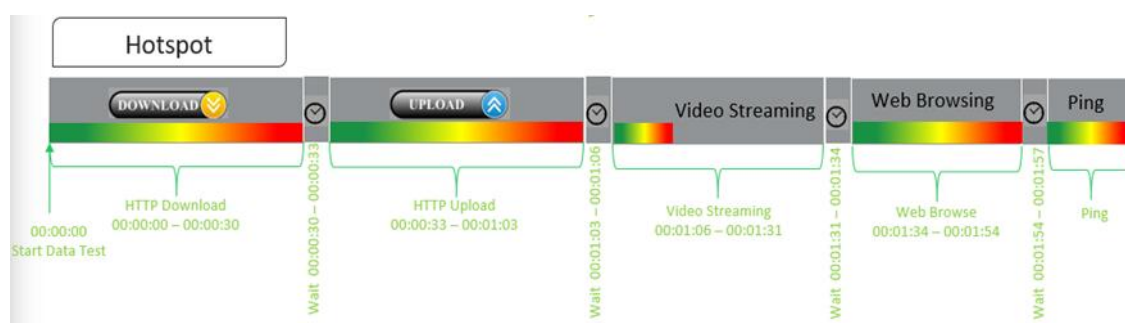 Hotspot
DOWNLOAD
UPLOAD
Video Streaming
Web Browsing
Ping
00:00:00
Start Data Test
HTTP Download
00:00:00 – 00:00:30
Wait 00:00:30 – 00:00:33
HTTP Upload
00:00:33 – 00:01:03
Wait 00:01:03 – 00:01:06
Video Streaming
00:01:06 – 00:01:31
Wait 00:01:31 – 00:01:34
Web Browse
00:01:34 – 00:01:54
Wait 00:01:54 – 00:01:57
Ping